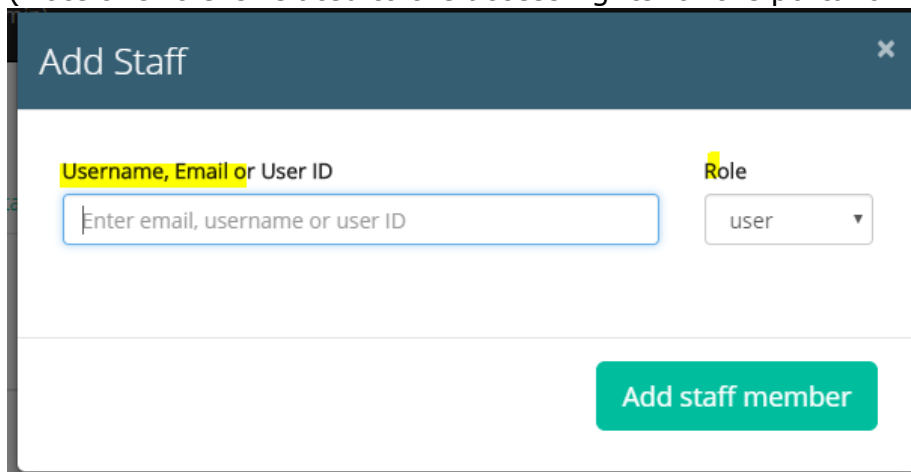 Add Staff ×
Username, Email or User ID Role
Enter email, username or user ID user
Add staff member